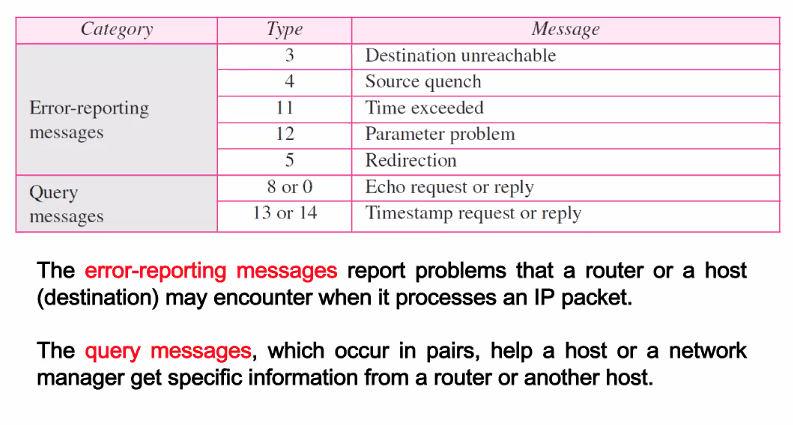 Category Type Message
3 Destination unreachable
4 Source quench
Error-reporting 11 Time exceeded
messages 12 Parameter problem
5 Redirection
Query 8 or 0 Echo request or reply
messages 13 or 14 Timestamp request or reply
The error-reporting messages report problems that a router or a host
(destination) may encounter when it processes an IP packet.
The query messages, which occur in pairs, help a host or a network
manager get specific information from a router or another host.